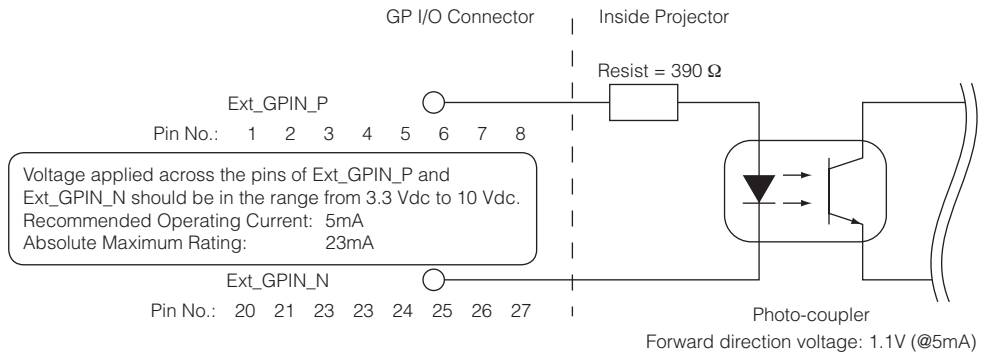 GP I/O Connector
Inside Projector
Resist = 390 Ω
Ext_GPIN_P
Pin No.: 1 2 3 4 5 6 7 8
Voltage applied across the pins of Ext_GPIN_P and
Ext_GPIN_N should be in the range from 3.3 Vdc to 10 Vdc.
Recommended Operating Current: 5mA
Absolute Maximum Rating: 23mA
Ext_GPIN_N
Pin No.: 20 21 23 23 24 25 26 27
Photo-coupler
Forward direction voltage: 1.1V (@5mA)